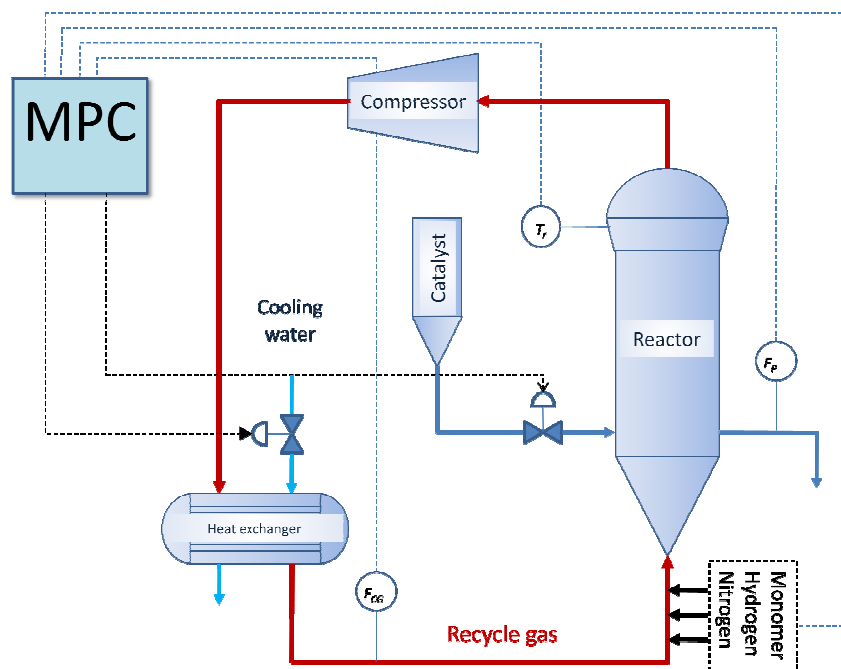 MPC
Compressor
Catalyst
Tr
Cooling
water
Reactor
FP
Heat exchanger
FCG
Recycle gas
Monomer
Hydrogen
Nitrogen